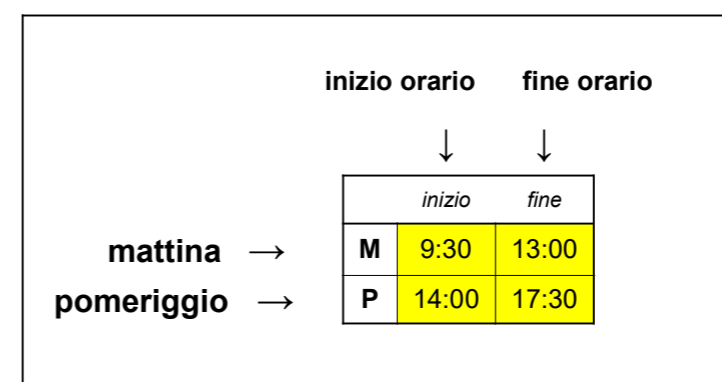 inizio orario fine orario
↓ ↓
inizio fine
mattina → M 9:30 13:00
pomeriggio → P 14:00 17:30